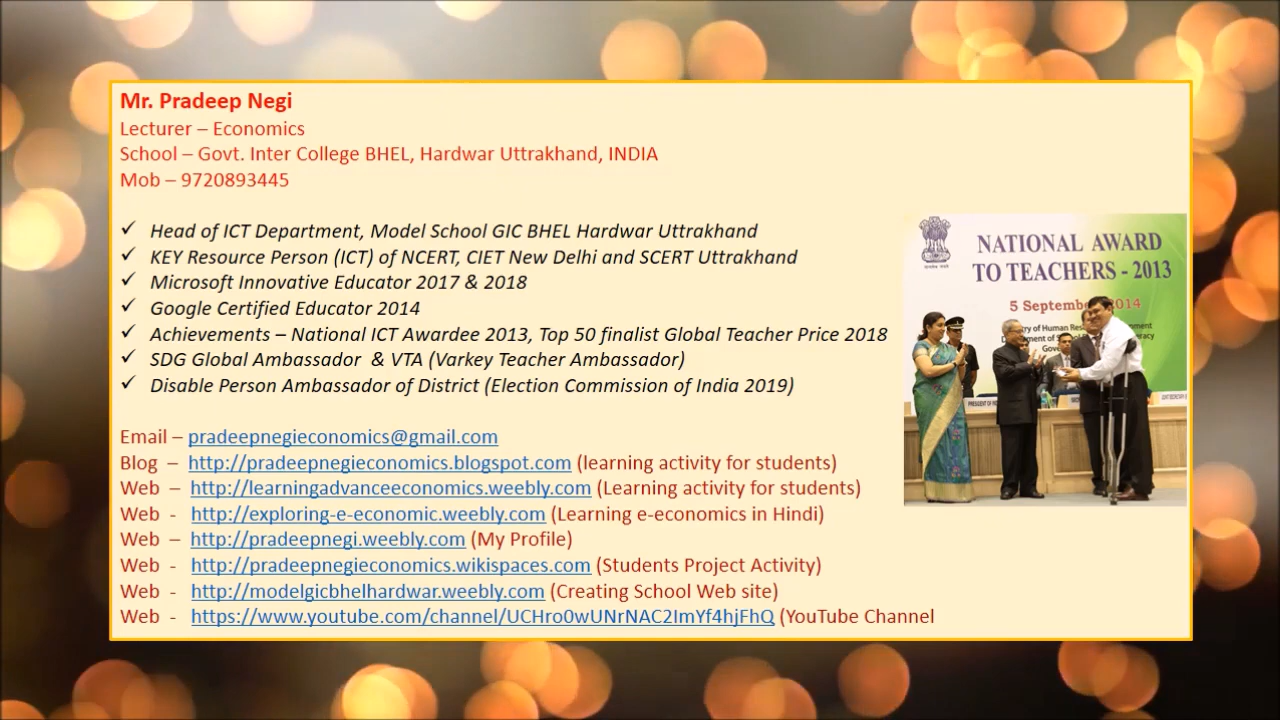 Mr. Pradeep Negi
Lecturer – Economics
School – Govt. Inter College BHEL, Hardwar Uttrakhand, INDIA
Mob – 9720893445
✓ Head of ICT Department, Model School GIC BHEL Hardwar Uttrakhand
✓ KEY Resource Person (ICT) of NCERT, CIET New Delhi and SCERT Uttrakhand
✓ Microsoft Innovative Educator 2017 & 2018
✓ Google Certified Educator 2014
✓ Achievements – National ICT Awardee 2013, Top 50 finalist Global Teacher Price 2018
✓ SDG Global Ambassador & VTA (Varkey Teacher Ambassador)
✓ Disable Person Ambassador of District (Election Commission of India 2019)
Email – pradeepnegieconomics@gmail.com
Blog – http://pradeepnegieconomics.blogspot.com (learning activity for students)
Web – http://learningadvanceeconomics.weebly.com (Learning activity for students)
Web - http://exploring-e-economic.weebly.com (Learning e-economics in Hindi)
Web – http://pradeepnegi.weebly.com (My Profile)
Web - http://pradeepnegieconomics.wikispaces.com (Students Project Activity)
Web - http://modelgicbhelhardwar.weebly.com (Creating School Web site)
Web - https://www.youtube.com/channel/UCHro0wUNrNAC2ImYf4hjFhQ (YouTube Channel
NATIONAL AWARD
TO TEACHERS - 2013
5 September 2014